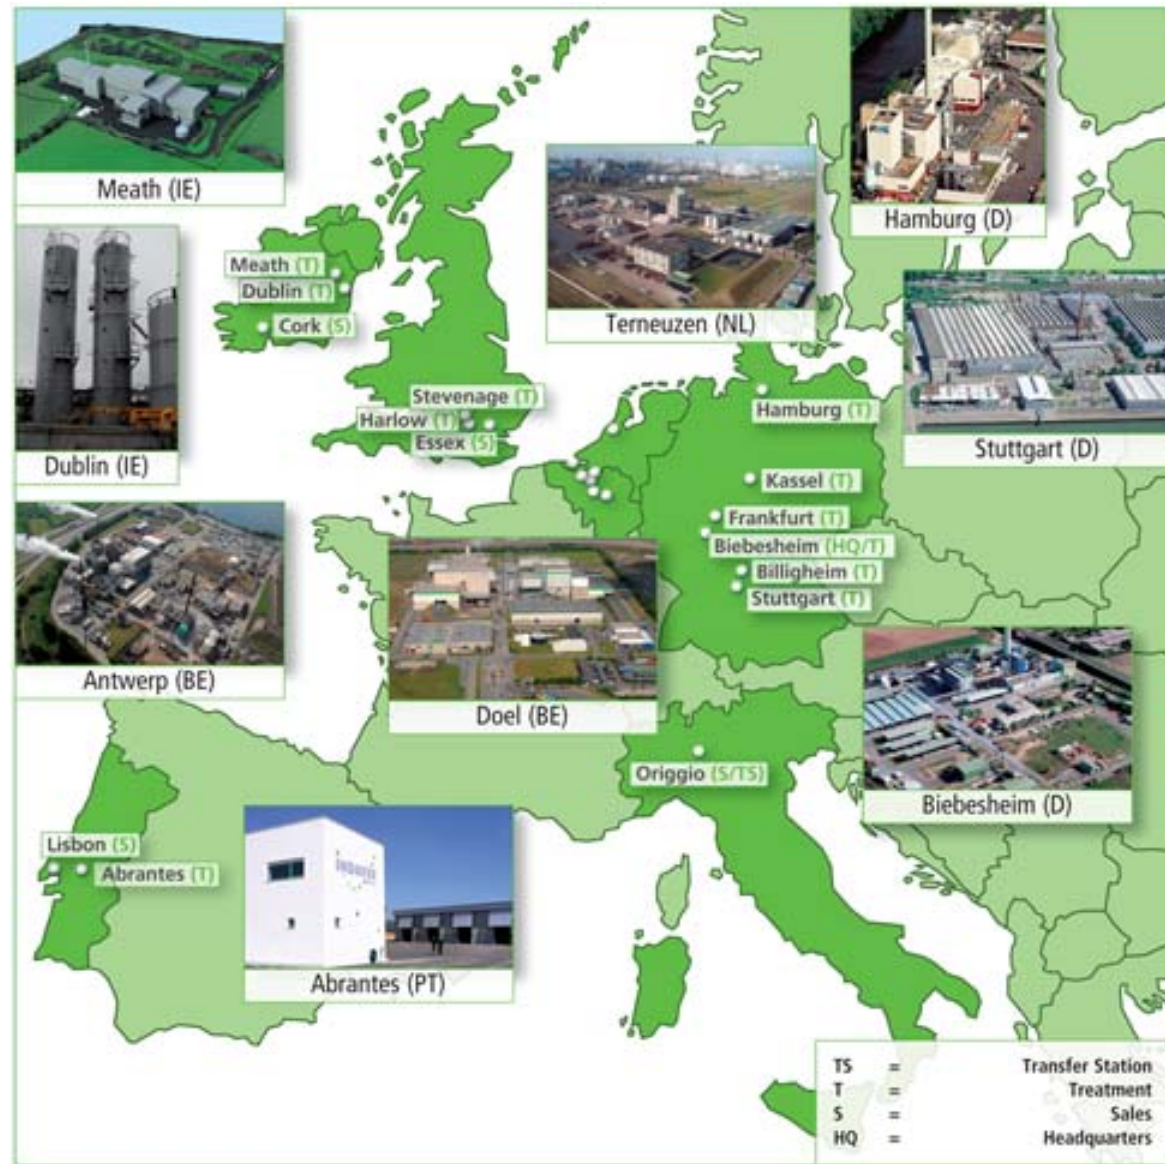 Meath (IE)
Hamburg (D)
Meath (T)
Dublin (T)
Cork (S)
Terneuzen (NL)
Stevenage (T)
Harlow (T)
Essex (S)
Hamburg (T)
Stuttgart (D)
Dublin (IE)
Kassel (T)
Frankfurt (T)
Biebesheim (HQ/T)
Billigheim (T)
Stuttgart (T)
Antwerp (BE)
Doel (BE)
Origgio (S/TS)
Biebesheim (D)
Lisbon (S)
Abrantes (T)
Abrantes (PT)
TS = Transfer Station
T = Treatment
S = Sales
HQ = Headquarters